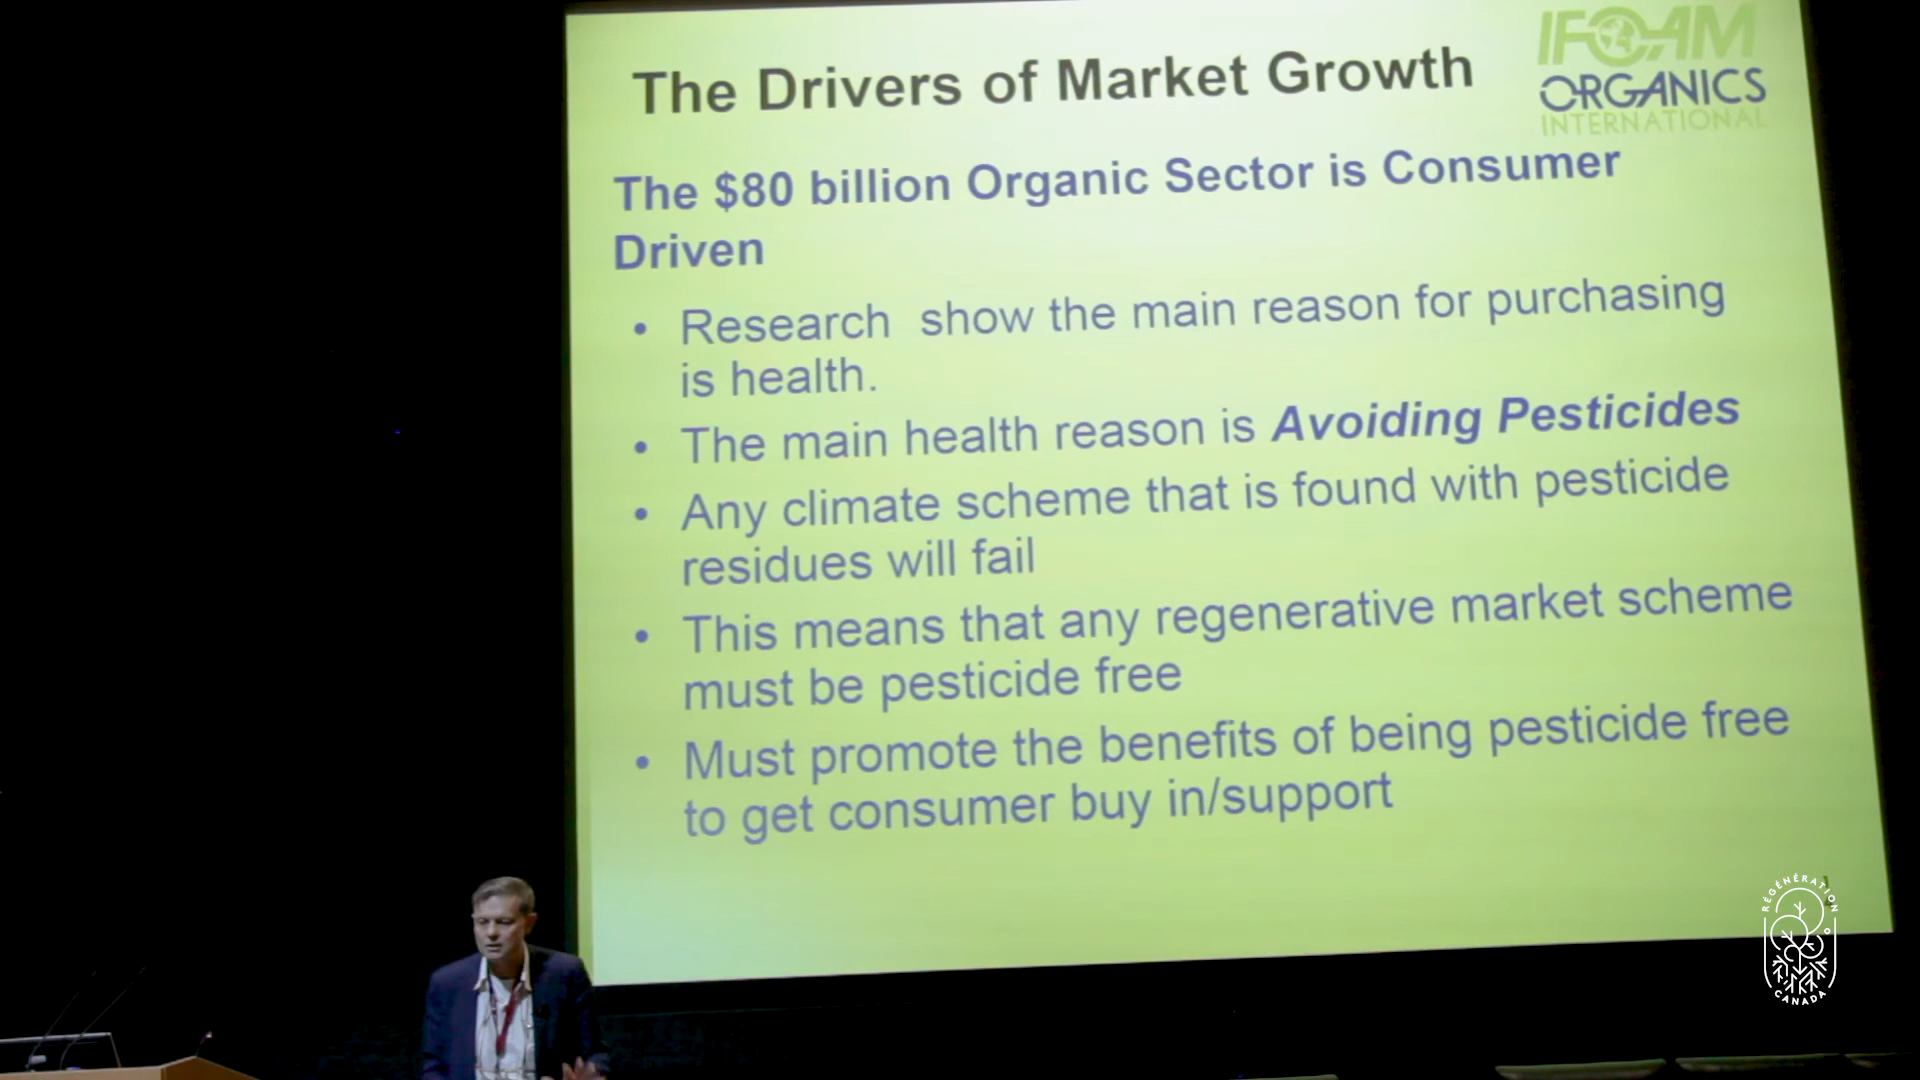 The Drivers of Market Growth
IFOAM
ORGANICS
INTERNATIONAL
The $80 billion Organic Sector is Consumer
Driven
• Research show the main reason for purchasing
is health.
• The main health reason is Avoiding Pesticides
• Any climate scheme that is found with pesticide
residues will fail
• This means that any regenerative market scheme
must be pesticide free
• Must promote the benefits of being pesticide free
to get consumer buy in/support
RÉGÉNÉRATION
CANADA